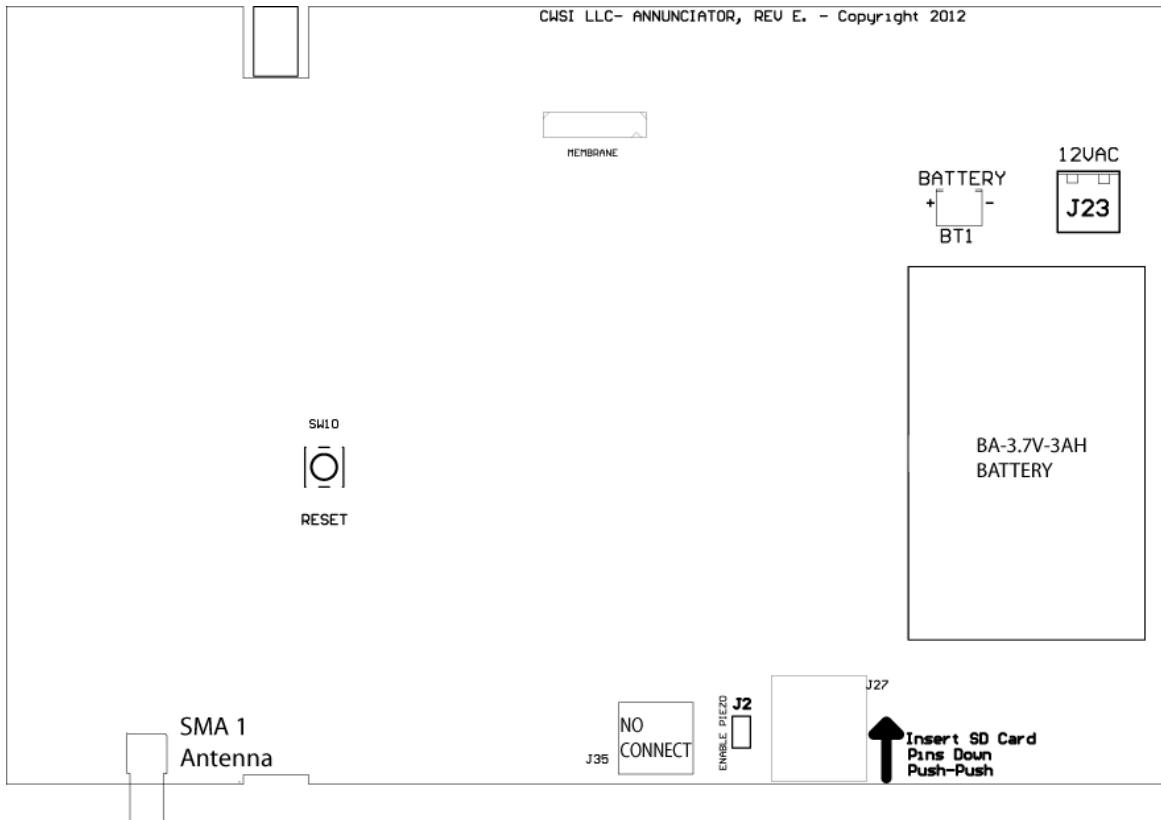 CWSI LLC- ANNUNCIATOR, REV E. - Copyright 2012
MEMBRANE
12VAC
J23
BATTERY
+ -
BT1
BA-3.7V-3AH
BATTERY
SW10
RESET
SMA 1
Antenna
J35
NO
CONNECT
ENABLE PIEZO
J2
J27
Insert SD Card
Pins Down
Push-Push